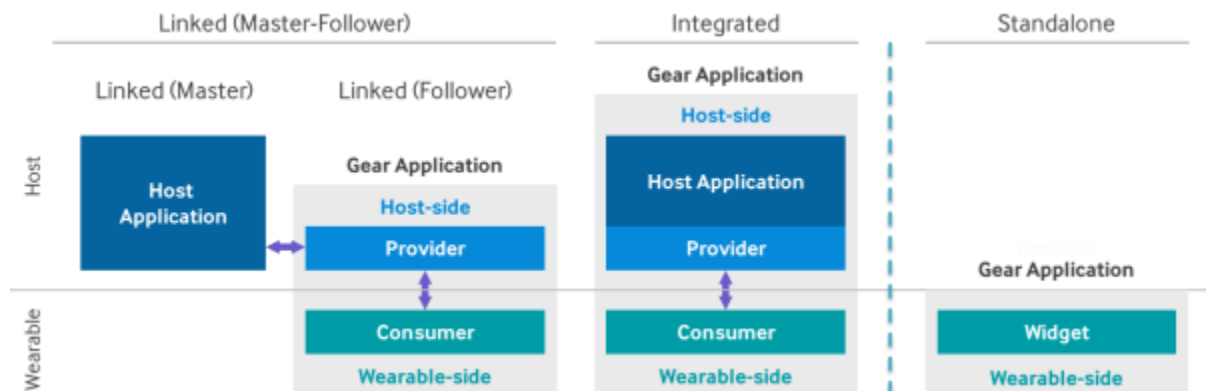 Linked (Master-Follower)
Integrated
Standalone
Linked (Master)
Linked (Follower)
Gear Application
Host-side
Host
Host
Application
Gear Application
Host-side
Provider
Host Application
Provider
Gear Application
Wearable
Consumer
Wearable-side
Consumer
Wearable-side
Widget
Wearable-side